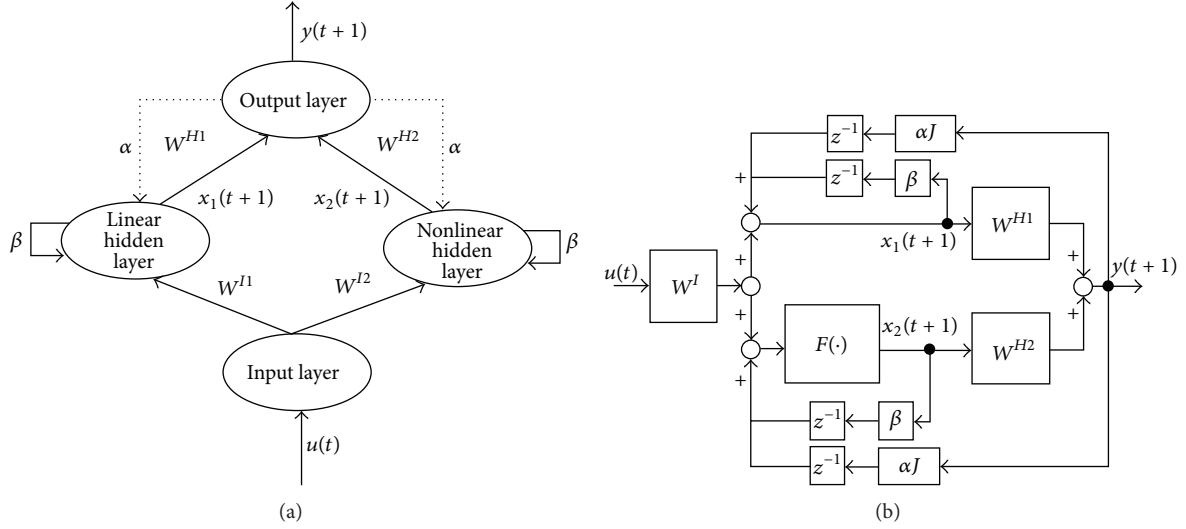 y(t + 1)
Output layer
α
W^{H1}
W^{H2}
α
x_1(t + 1)
x_2(t + 1)
β
Linear
hidden
layer
Nonlinear
hidden layer
β
W^{I1}
W^{I2}
Input layer
u(t)
(a)
z^{-1}
αJ
z^{-1}
β
+
+
x_1(t + 1)
W^{H1}
+
y(t + 1)
u(t)
W^I
+
+
+
F(·)
x_2(t + 1)
W^{H2}
z^{-1}
β
z^{-1}
αJ
(b)